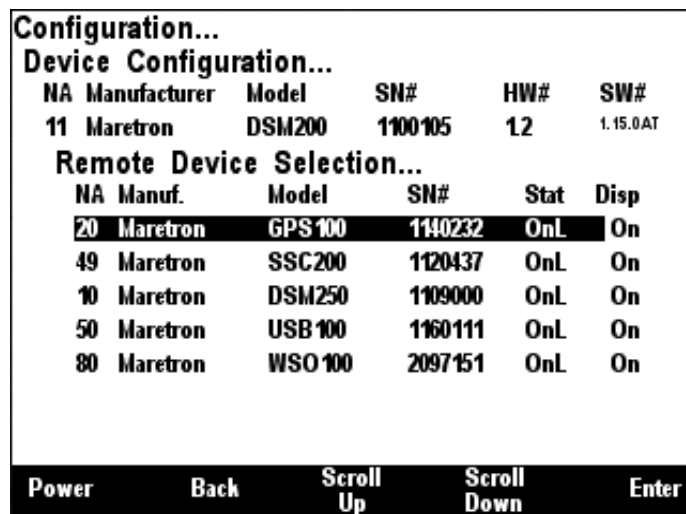 Configuration...
Device Configuration...
NA Manufacturer Model SN# HW# SW#
11 Maretron DSM200 1100105 1.2 1.15.0AT
Remote Device Selection...
NA Manuf. Model SN# Stat Disp
20 Maretron GPS100 1140232 OnL On
49 Maretron SSC200 1120437 OnL On
10 Maretron DSM250 1109000 OnL On
50 Maretron USB100 1160111 OnL On
80 Maretron WSO100 2097151 OnL On
Power Back Scroll Up Scroll Down Enter